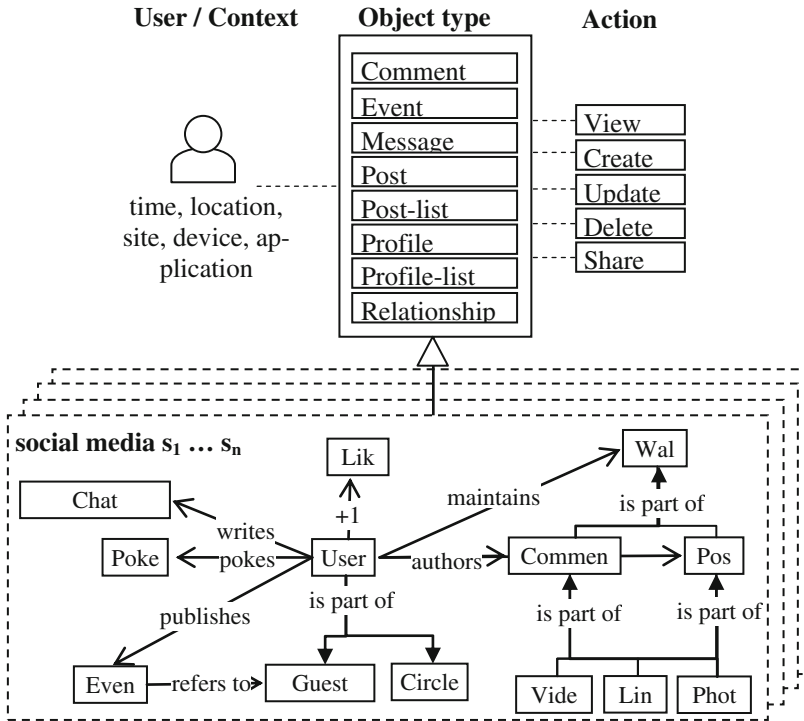 User / Context
Object type
Action
Comment
Event
Message
Post
Post-list
Profile
Profile-list
Relationship
View
Create
Update
Delete
Share
time, location,
site, device, ap-
plication
social media s1 … sn
Lik
Wal
Chat
maintains
is part of
+1
writes
Poke
pokes
User
authors
Commen
Pos
is part of
publishes
is part of
is part of
Even
refers to
Guest
Circle
Vide
Lin
Phot